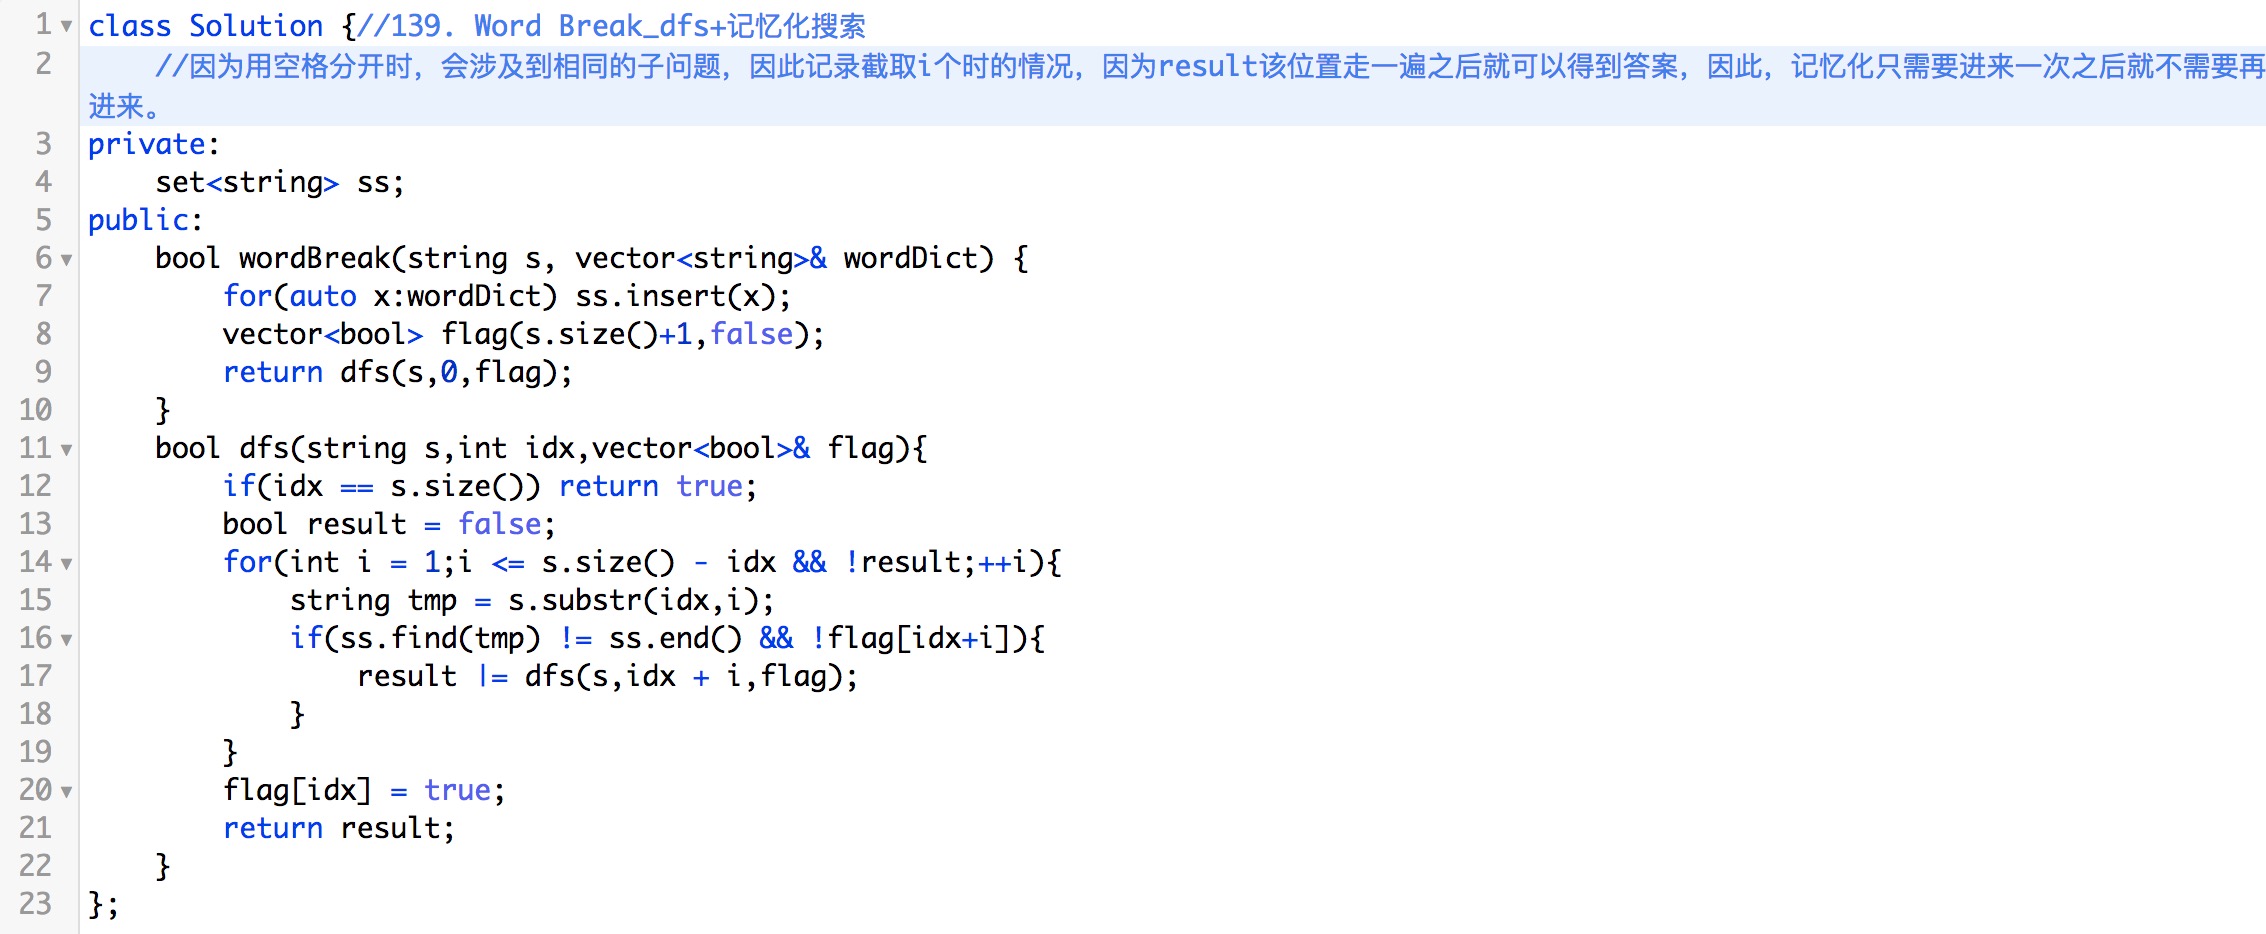 1 class Solution {//139. Word Break_dfs+记忆化搜索
2 //因为用空格分开时，会涉及到相同的子问题，因此记录截取i个时的情况，因为result该位置走一遍之后就可以得到答案，因此，记忆化只需要进来一次之后就不需要再
进来。
3 private:
4 set<string> ss;
5 public:
6 bool wordBreak(string s, vector<string>& wordDict) {
7 for(auto x:wordDict) ss.insert(x);
8 vector<bool> flag(s.size()+1,false);
9 return dfs(s,0,flag);
10 }
11 bool dfs(string s,int idx,vector<bool>& flag){
12 if(idx == s.size()) return true;
13 bool result = false;
14 for(int i = 1;i <= s.size() - idx && !result;++i){
15 string tmp = s.substr(idx,i);
16 if(ss.find(tmp) != ss.end() && !flag[idx+i]){
17 result |= dfs(s,idx + i,flag);
18 }
19 }
20 flag[idx] = true;
21 return result;
22 }
23 };